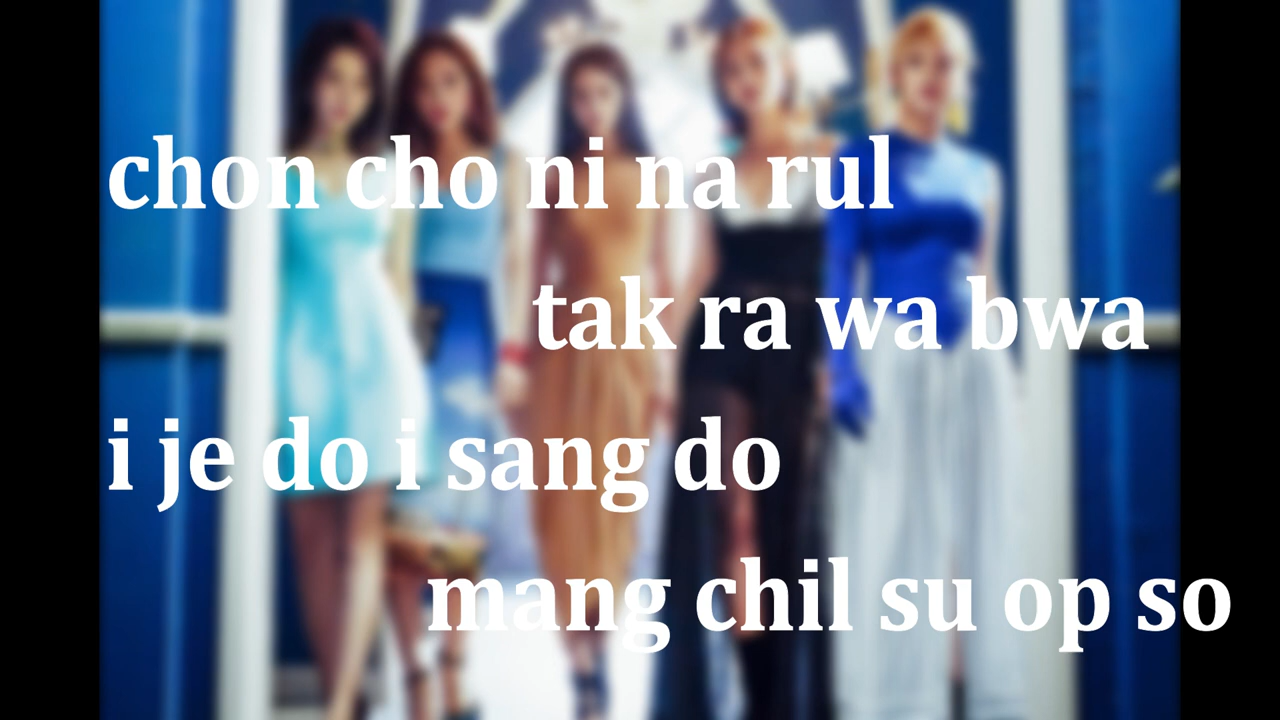 chon cho ni na rul
tak ra wa bwa
i je do i sang do
mang chil su op so